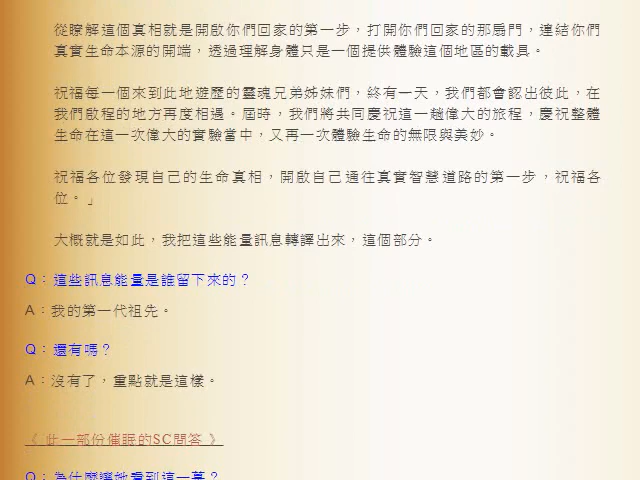 從瞭解這個真相就是開啟你們回家的第一步，打開你們回家的那扇門，連結你們
真實生命本源的開端，透過理解身體只是一個提供體驗這個地區的載具。
祝福每一個來到此地遊歷的靈魂兄弟姊妹們，終有一天，我們都會認出彼此，在
我們啟程的地方再度相遇。屆時，我們將共同慶祝這一趟偉大的旅程，慶祝整體
生命在這一次偉大的實驗當中，又再一次體驗生命的無限與美妙。
祝福各位發現自己的生命真相，開啟自己通往真實智慧道路的第一步，祝福各
位。」
大概就是如此，我把這些能量訊息轉譯出來，這個部分。
Q：這些訊息能量是誰留下來的？
A：我的第一代祖先。
Q：還有嗎？
A：沒有了，重點就是這樣。
《 此一部份催眠的SC問答 》
Q：為什麼讓她看到這一幕？